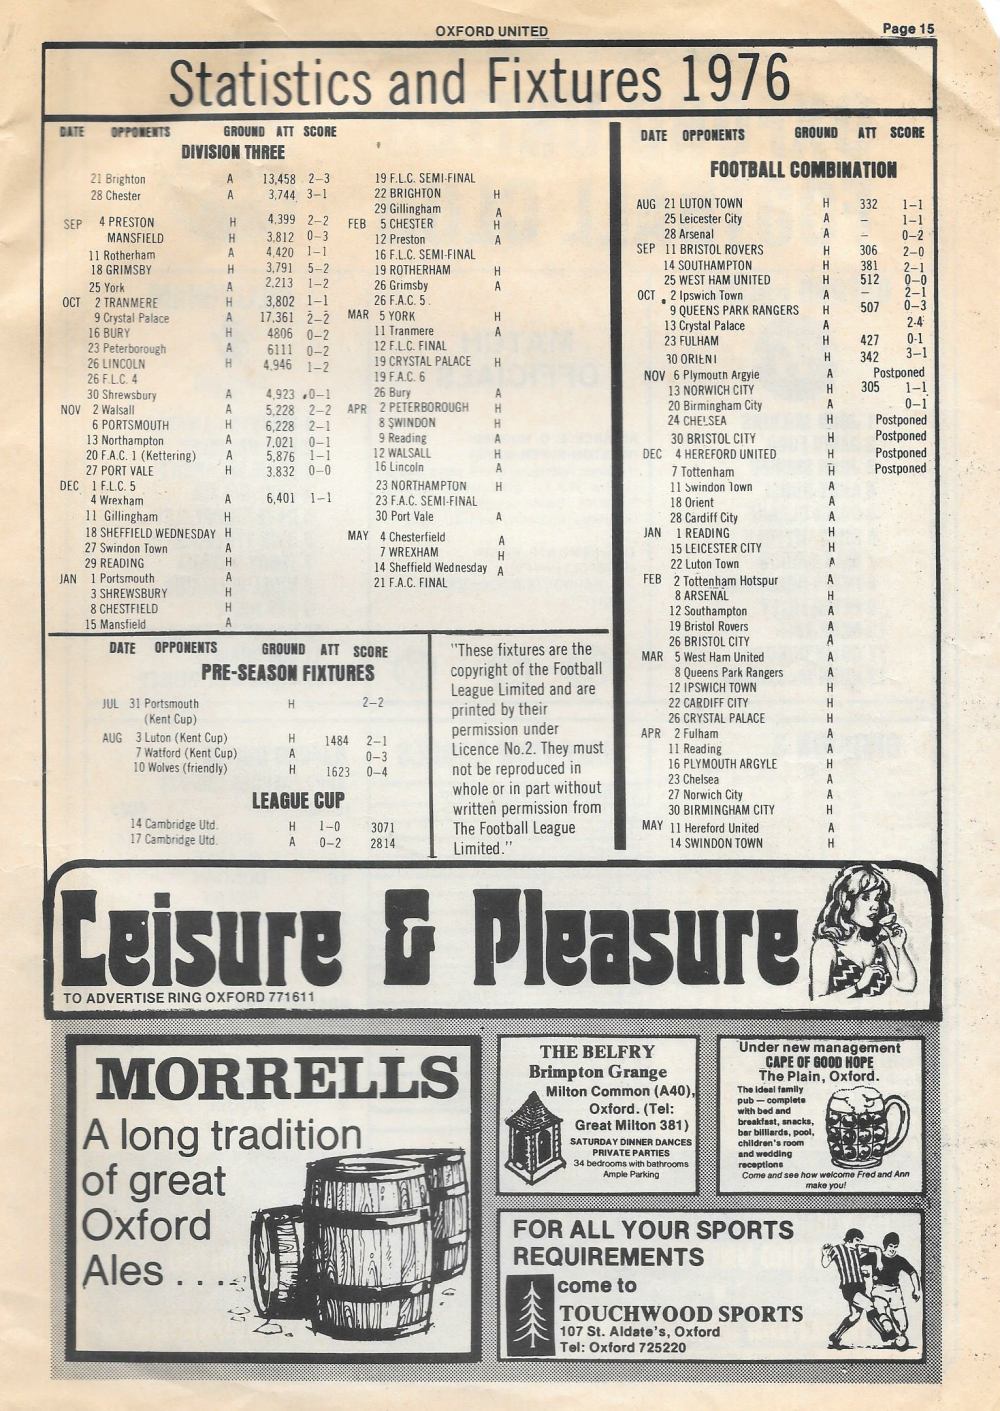 OXFORD UNITED
Page 15
Statistics and Fixtures 1976
DATE OPPONENTS GROUND ATT SCORE
DIVISION THREE
21 Brighton A 13,458 2–3
28 Chester A 3,744 3–1
SEP 4 PRESTON H 4,399 2–2
MANSFIELD H 3,812 0–3
11 Rotherham A 4,420 1–1
18 GRIMSBY H 3,791 5–2
25 York A 2,213 1–2
OCT 2 TRANMERE H 3,802 1–1
9 Crystal Palace A 17,361 2–2
16 BURY H 4806 0–2
23 Peterborough A 6111 0–2
26 LINCOLN H 4,946 1–2
26 F.L.C. 4
30 Shrewsbury A 4,923 0–1
NOV 2 Walsall A 5,228 2–2
6 PORTSMOUTH H 6,228 2–1
13 Northampton A 7,021 0–1
20 F.A.C. 1 (Kettering) A 5,876 1–1
27 PORT VALE H 3.832 0–0
DEC 1 F.L.C. 5
4 Wrexham A 6,401 1–1
11 Gillingham H
18 SHEFFIELD WEDNESDAY H
27 Swindon Town A
29 READING H
JAN 1 Portsmouth A
3 SHREWSBURY H
8 CHESTFIELD H
15 Mansfield A
19 F.L.C. SEMI-FINAL
22 BRIGHTON H
29 Gillingham A
FEB 5 CHESTER H
12 Preston A
16 F.L.C. SEMI-FINAL
19 ROTHERHAM H
26 Grimsby A
26 F.A.C. 5.
MAR 5 YORK H
11 Tranmere A
12 F.L.C. FINAL
19 CRYSTAL PALACE H
19 F.A.C. 6
26 Bury A
APR 2 PETERBOROUGH H
8 SWINDON H
9 Reading A
12 WALSALL H
16 Lincoln A
23 NORTHAMPTON H
23 F.A.C. SEMI-FINAL
30 Port Vale A
MAY 4 Chesterfield A
7 WREXHAM H
14 Sheffield Wednesday A
21 F.A.C. FINAL
DATE OPPONENTS GROUND ATT SCORE
FOOTBALL COMBINATION
AUG 21 LUTON TOWN H 332 1–1
25 Leicester City A – 1–1
28 Arsenal A – 0–2
SEP 11 BRISTOL ROVERS H 306 2–0
14 SOUTHAMPTON H 381 2–1
25 WEST HAM UNITED H 512 0–0
OCT 2 Ipswich Town A – 2–1
9 QUEENS PARK RANGERS H 507 0–3
13 Crystal Palace A 2-4
23 FULHAM H 427 0-1
30 ORIENT H 342 3–1
NOV 6 Plymouth Argyle A Postponed
13 NORWICH CITY H 305 1–1
20 Birmingham City A 0–1
24 CHELSEA H Postponed
30 BRISTOL CITY H Postponed
DEC 4 HEREFORD UNITED H Postponed
7 Tottenham H Postponed
11 Swindon Town A
18 Orient A
28 Cardiff City A
JAN 1 READING H
15 LEICESTER CITY H
22 Luton Town A
FEB 2 Tottenham Hotspur A
8 ARSENAL H
12 Southampton A
19 Bristol Rovers A
26 BRISTOL CITY A
MAR 5 West Ham United A
8 Queens Park Rangers A
12 IPSWICH TOWN H
22 CARDIFF CITY H
26 CRYSTAL PALACE H
APR 2 Fulham A
11 Reading A
16 PLYMOUTH ARGYLE H
23 Chelsea A
27 Norwich City A
30 BIRMINGHAM CITY H
MAY 11 Hereford United A
14 SWINDON TOWN H
DATE OPPONENTS GROUND ATT SCORE
PRE-SEASON FIXTURES
JUL 31 Portsmouth H 2–2
(Kent Cup)
AUG 3 Luton (Kent Cup) H 1484 2–1
7 Watford (Kent Cup) A 0–3
10 Wolves (friendly) H 1623 0–4
LEAGUE CUP
14 Cambridge Utd. H 1–0 3071
17 Cambridge Utd. A 0–2 2814
"These fixtures are the
copyright of the Football
League Limited and are
printed by their
permission under
Licence No.2. They must
not be reproduced in
whole or in part without
written permission from
The Football League
Limited."
Leisure & Pleasure
TO ADVERTISE RING OXFORD 771611
MORRELLS
A long tradition
of great
Oxford
Ales ....
THE BELFRY
Brimpton Grange
Milton Common (A40),
Oxford. (Tel:
Great Milton 381)
SATURDAY DINNER DANCES
PRIVATE PARTIES
34 bedrooms with bathrooms
Ample Parking
Under new management
CAPE OF GOOD HOPE
The Plain, Oxford.
The ideal family
pub — complete
with bed and
breakfast, snacks,
bar billiards, pool,
children's room
and wedding
receptions
Come and see how welcome Fred and Ann
make you!
FOR ALL YOUR SPORTS
REQUIREMENTS
come to
TOUCHWOOD SPORTS
107 St. Aldate's, Oxford
Tel: Oxford 725220